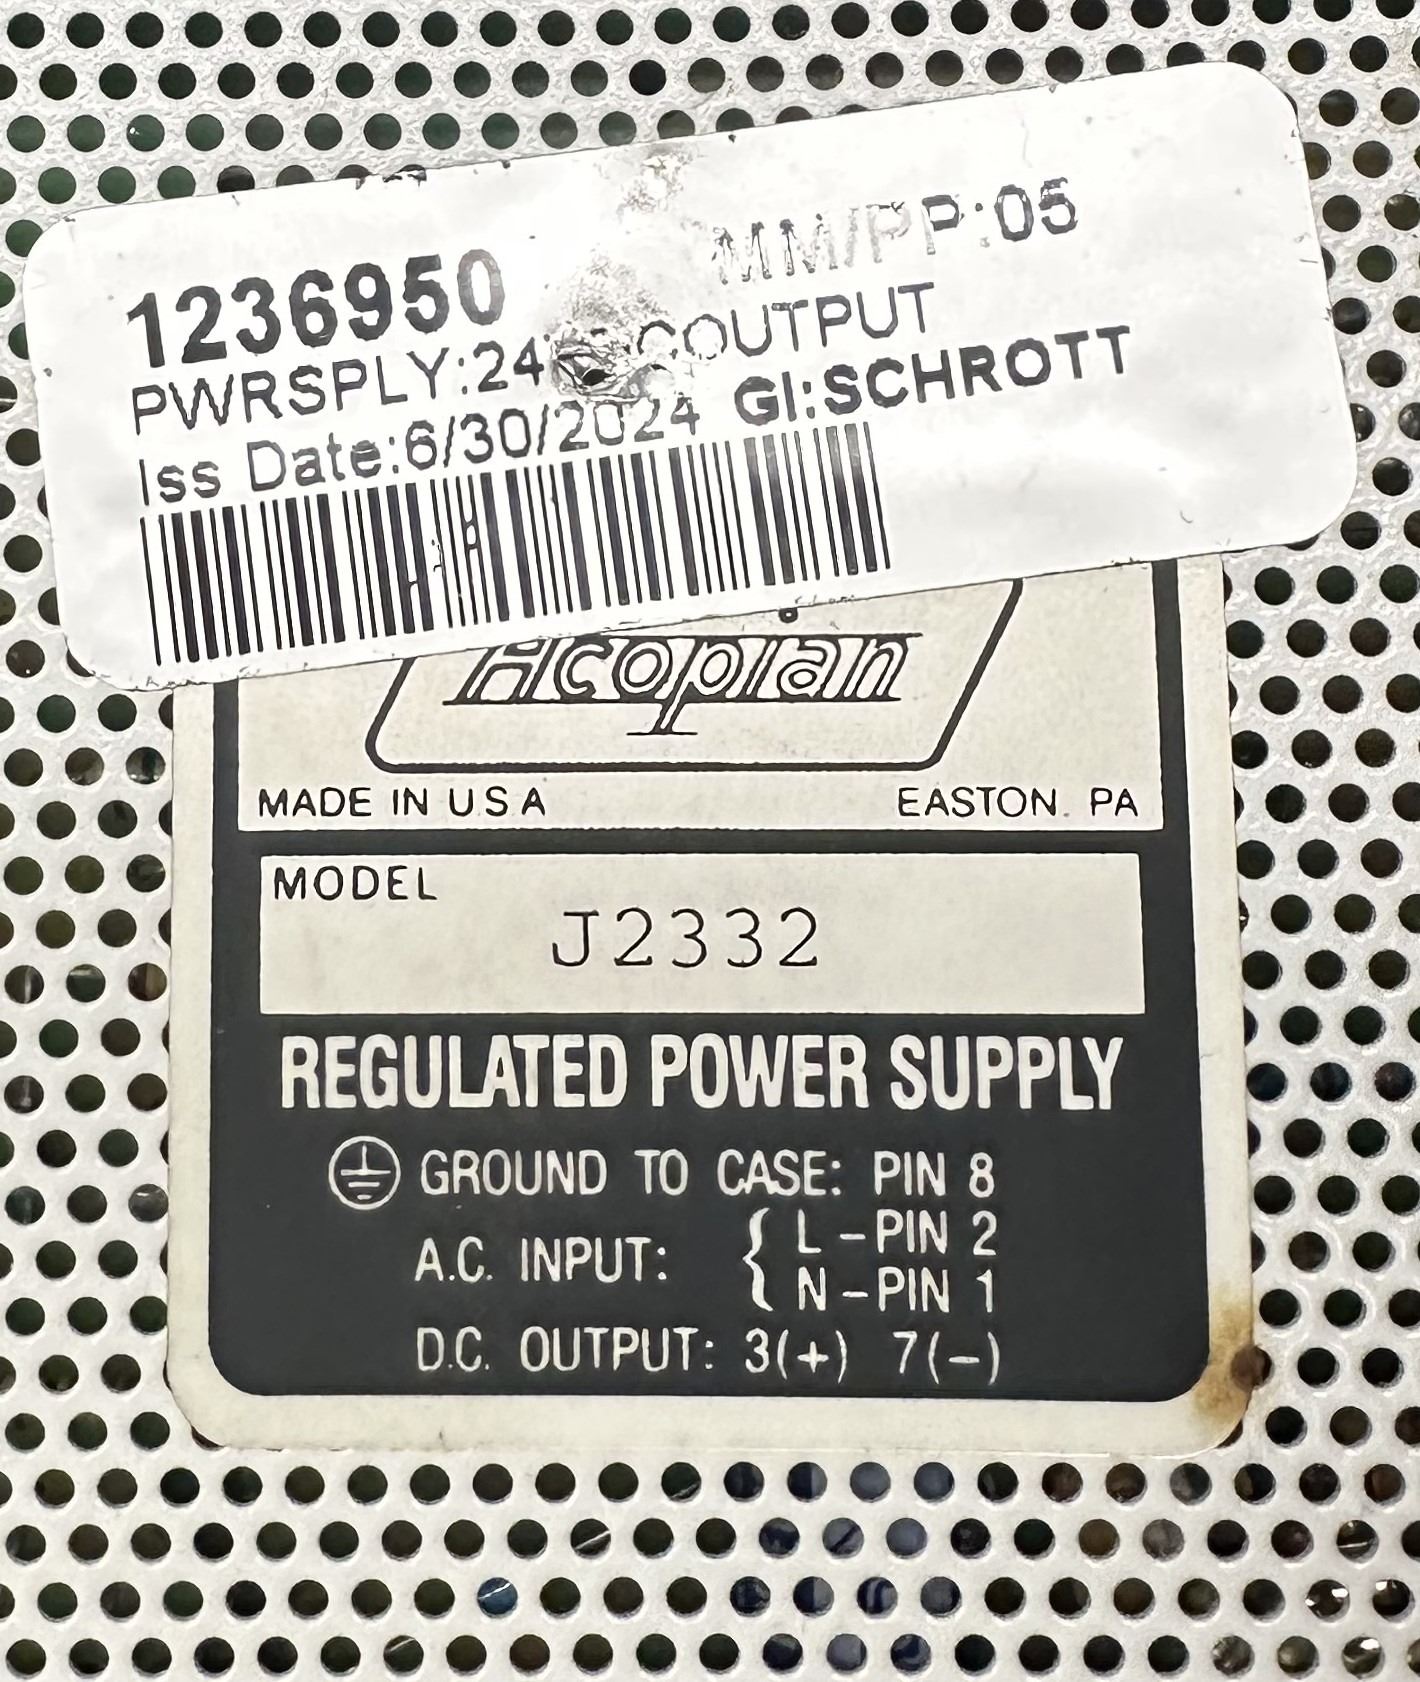 1236950
MM/PP:05
PWRSPLY:24 OUTPUT
Iss Date:6/30/2024 GI:SCHROTT
Acopian
MADE IN U.S.A
EASTON, PA
MODEL
J2332
REGULATED POWER SUPPLY
GROUND TO CASE: PIN 8
A.C. INPUT: { L – PIN 2
N – PIN 1
D.C. OUTPUT: 3(+) 7(–)